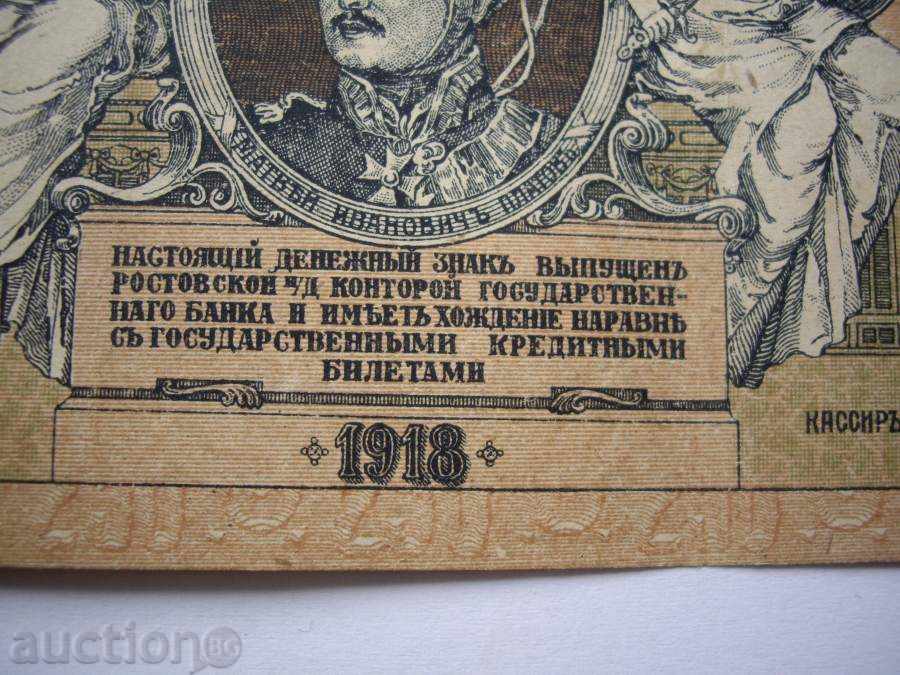 ИВАНОВИЧЪ ПЛАТОВЪ
НАСТОЯЩІЙ ДЕНЕЖНЫЙ ЗНАКЪ ВЫПУЩЕНЪ
РОСТОВСКОЙ Н/Д КОНТОРОЙ ГОСУДАРСТВЕН-
НАГО БАНКА И ИМѢЕТЪ ХОЖДЕНІЕ НАРАВНѢ
СЪ ГОСУДАРСТВЕННЫМИ КРЕДИТНЫМИ
БИЛЕТАМИ
1918
КАССИРЪ
auction BG